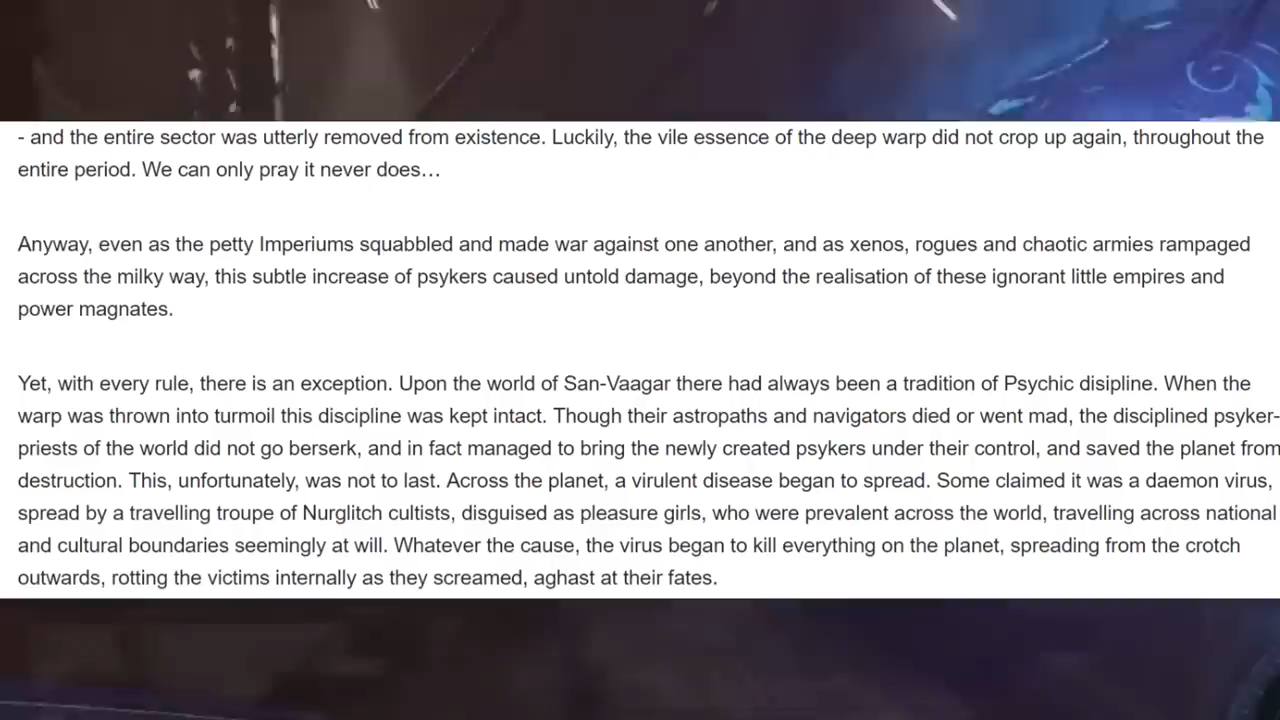 - and the entire sector was utterly removed from existence. Luckily, the vile essence of the deep warp did not crop up again, throughout the
entire period. We can only pray it never does…
Anyway, even as the petty Imperiums squabbled and made war against one another, and as xenos, rogues and chaotic armies rampaged
across the milky way, this subtle increase of psykers caused untold damage, beyond the realisation of these ignorant little empires and
power magnates.
Yet, with every rule, there is an exception. Upon the world of San-Vaagar there had always been a tradition of Psychic disipline. When the
warp was thrown into turmoil this discipline was kept intact. Though their astropaths and navigators died or went mad, the disciplined psyker-
priests of the world did not go berserk, and in fact managed to bring the newly created psykers under their control, and saved the planet from
destruction. This, unfortunately, was not to last. Across the planet, a virulent disease began to spread. Some claimed it was a daemon virus,
spread by a travelling troupe of Nurglitch cultists, disguised as pleasure girls, who were prevalent across the world, travelling across national
and cultural boundaries seemingly at will. Whatever the cause, the virus began to kill everything on the planet, spreading from the crotch
outwards, rotting the victims internally as they screamed, aghast at their fates.